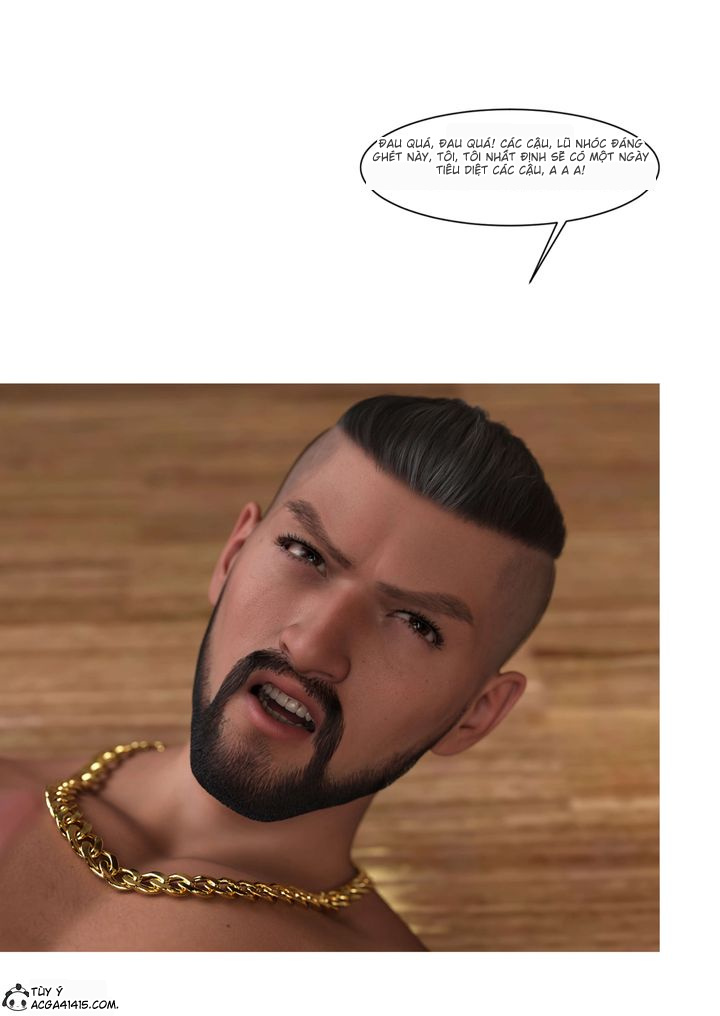 ĐAU QUÁ, ĐAU QUÁ! CÁC CẬU, LŨ NHÓC ĐÁNG
GHÉT NÀY, TÔI, TÔI NHẤT ĐỊNH SẼ CÓ MỘT NGÀY
TIÊU DIỆT CÁC CẬU, A A A!
TÙY Ý
ACGA41415.COM.